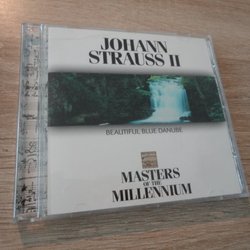 JOHANN
STRAUSS II
BEAUTIFUL BLUE DANUBE
MASTERS
OF THE
MILLENNIUM